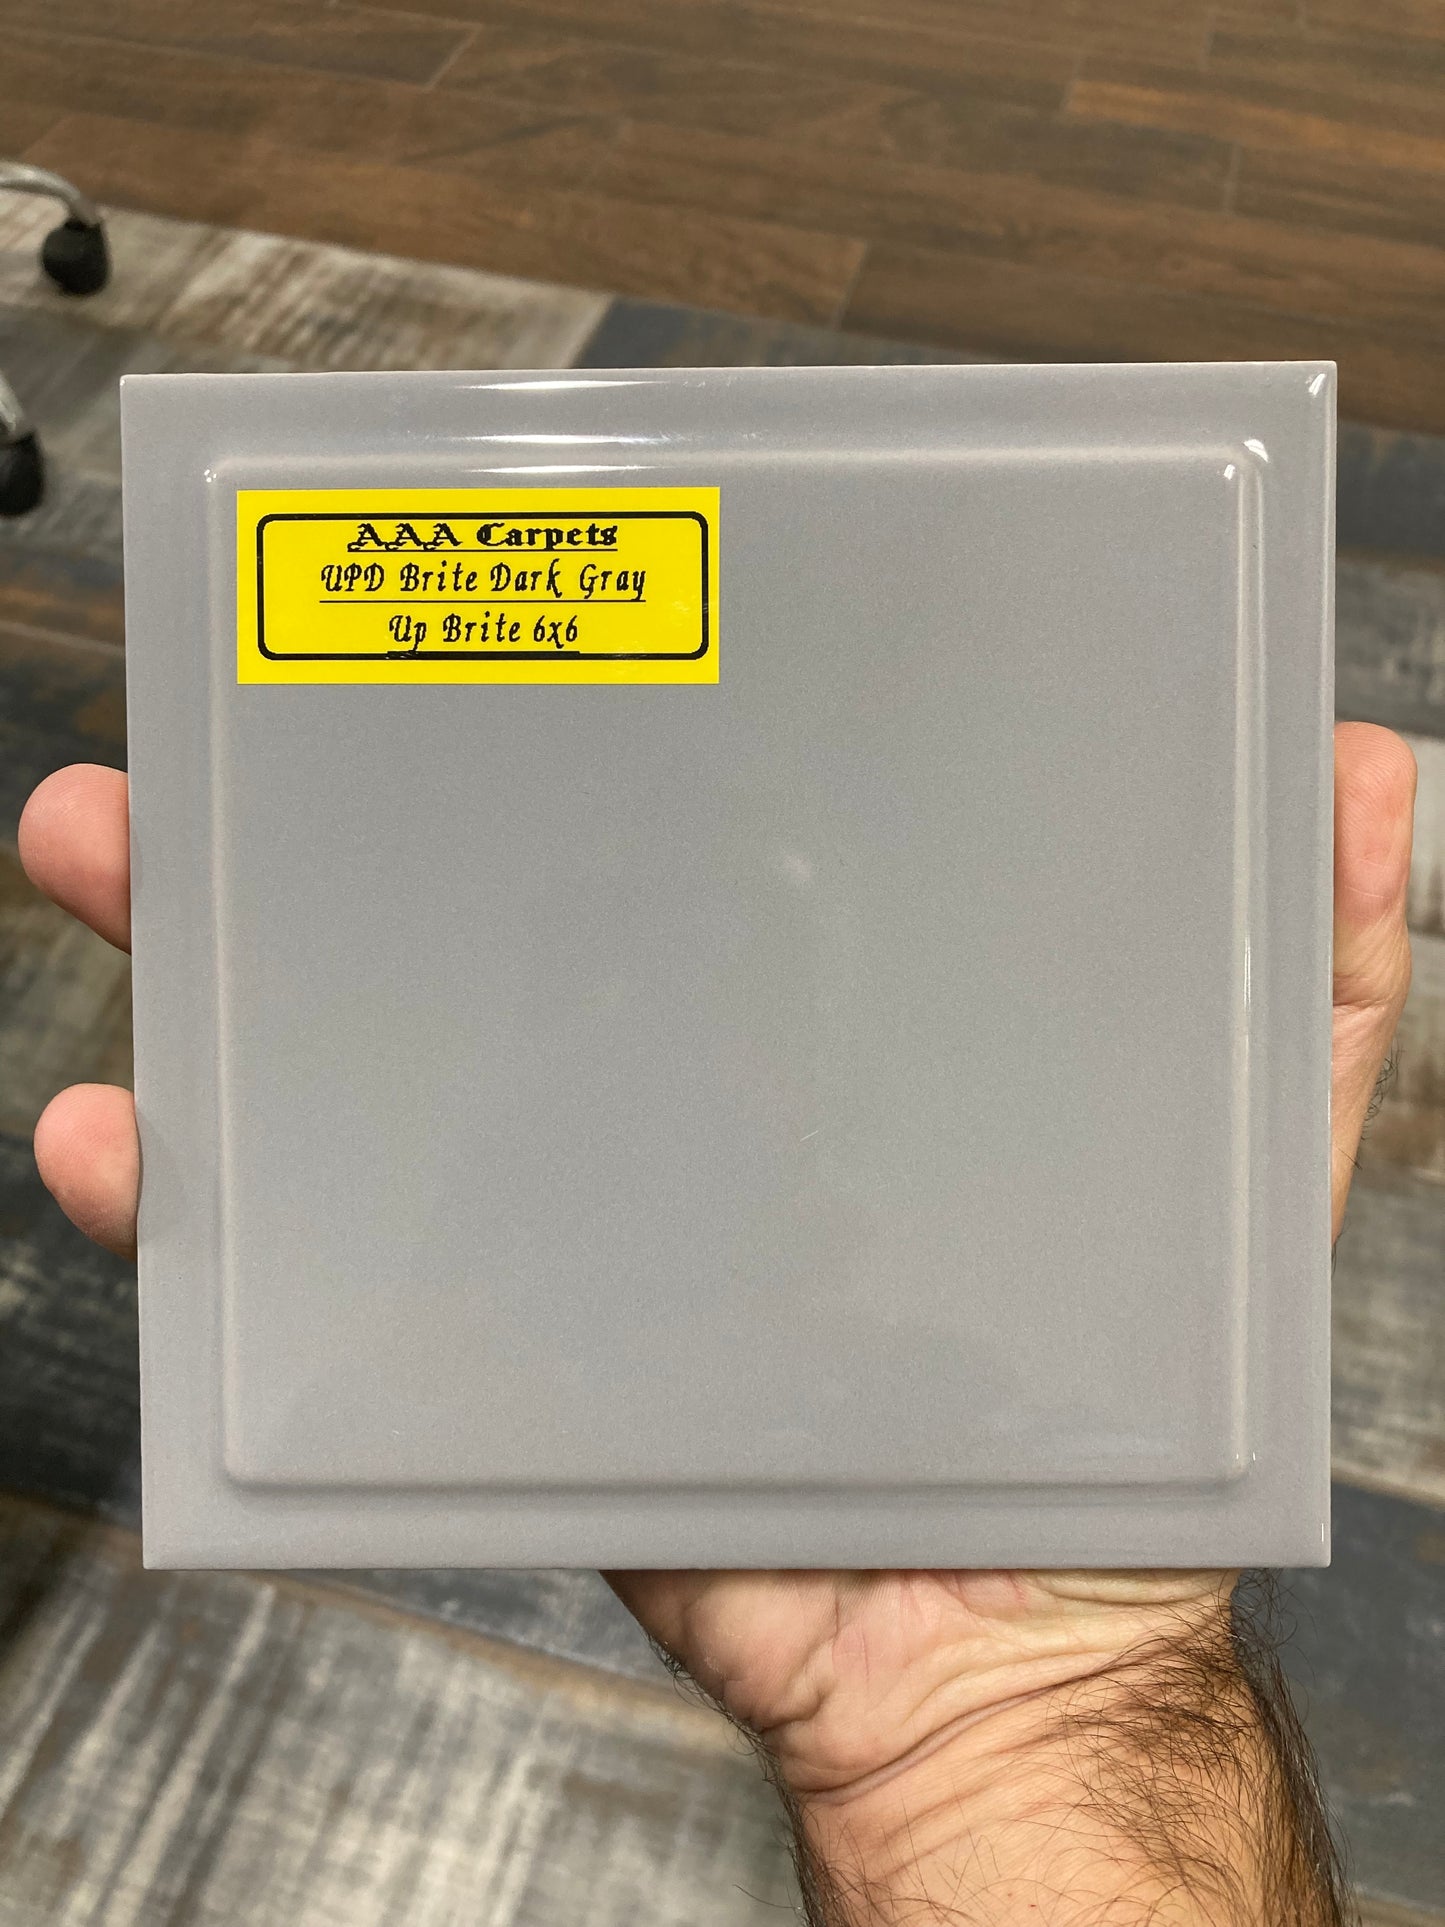 AAA Carpets
UPD Brite Dark Gray
Up Brite 6x6